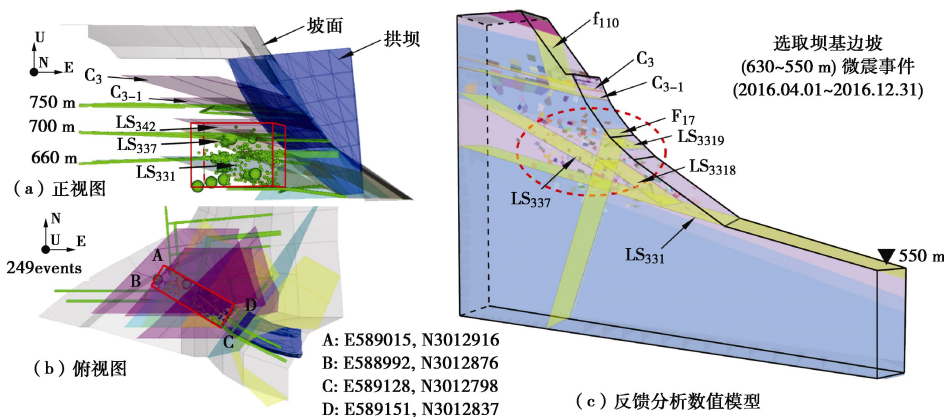 坡面
拱坝
U
N
E
C3
C3-1
750 m
700 m
660 m
LS342
LS337
LS331
(a) 正视图
N
U
E
249events
A
B
C
D
(b) 俯视图
A: E589015, N3012916
B: E588992, N3012876
C: E589128, N3012798
D: E589151, N3012837
f110
选取坝基边坡
(630~550 m) 微震事件
(2016.04.01~2016.12.31)
C3
C3-1
F17
LS3319
LS3318
LS337
LS331
550 m
(c) 反馈分析数值模型